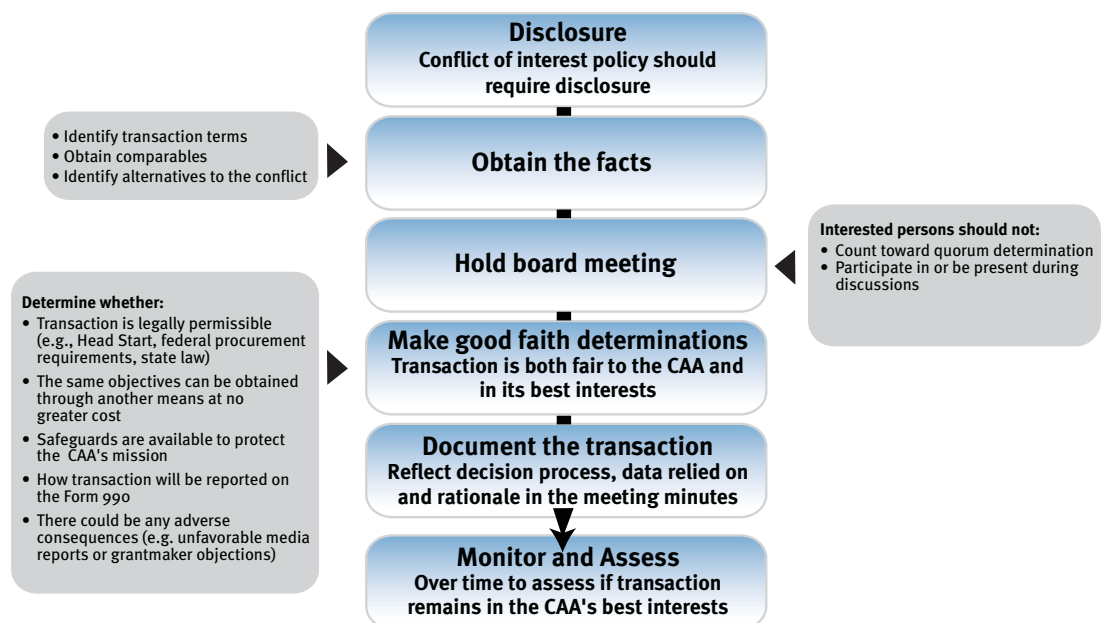 Disclosure
Conflict of interest policy should
require disclosure
• Identify transaction terms
• Obtain comparables
• Identify alternatives to the conflict
Obtain the facts
Hold board meeting
Interested persons should not:
• Count toward quorum determination
• Participate in or be present during
discussions
Determine whether:
• Transaction is legally permissible
(e.g., Head Start, federal procurement
requirements, state law)
• The same objectives can be obtained
through another means at no
greater cost
• Safeguards are available to protect
the CAA's mission
• How transaction will be reported on
the Form 990
• There could be any adverse
consequences (e.g. unfavorable media
reports or grantmaker objections)
Make good faith determinations
Transaction is both fair to the CAA and
in its best interests
Document the transaction
Reflect decision process, data relied on
and rationale in the meeting minutes
Monitor and Assess
Over time to assess if transaction
remains in the CAA's best interests